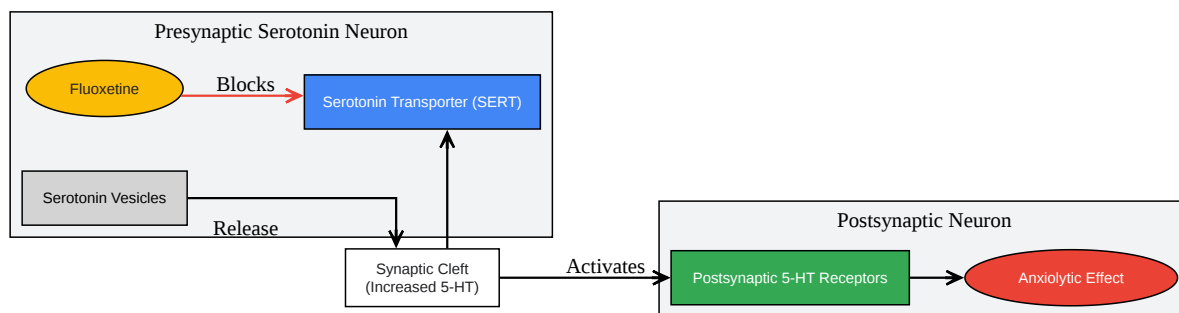 Presynaptic Serotonin Neuron
Fluoxetine
Blocks
Serotonin Transporter (SERT)
Serotonin Vesicles
Release
Synaptic Cleft
(Increased 5-HT)
Activates
Postsynaptic Neuron
Postsynaptic 5-HT Receptors
Anxiolytic Effect